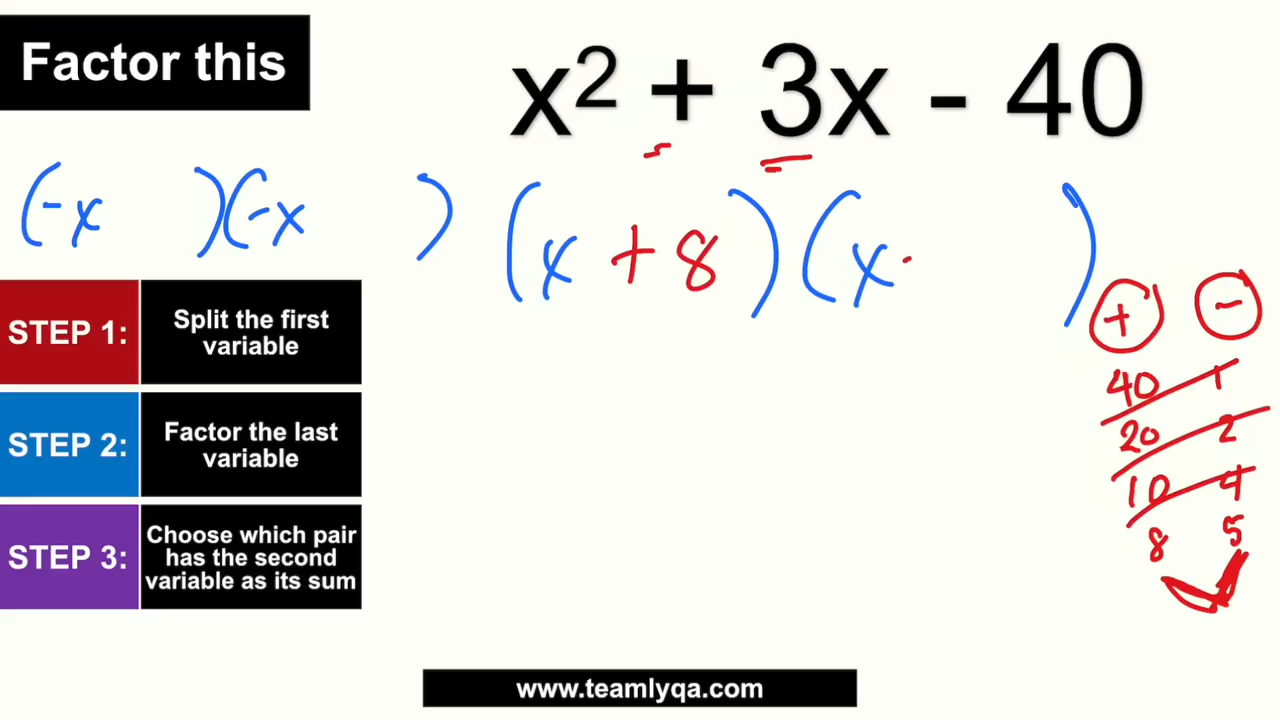 Factor this
x² + 3x - 40
(-x )(-x )
(x + 8)(x - )
STEP 1:
Split the first
variable
STEP 2:
Factor the last
variable
STEP 3:
Choose which pair
has the second
variable as its sum
+ -
40 1
20 2
10 4
8 5
www.teamlyqa.com